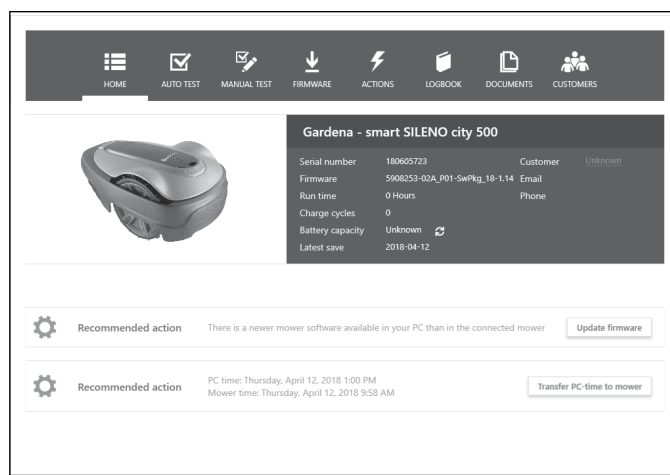 HOME AUTO TEST MANUAL TEST FIRMWARE ACTIONS LOGBOOK DOCUMENTS CUSTOMERS
Gardena - smart SILENO city 500
Serial number 180605723 Customer Unknown
Firmware 5908253-02A_P01-SwPkg_18-1.14 Email
Run time 0 Hours Phone
Charge cycles 0
Battery capacity Unknown
Latest save 2018-04-12
Recommended action There is a newer mower software available in your PC than in the connected mower Update firmware
Recommended action PC time: Thursday, April 12, 2018 1:00 PM Transfer PC-time to mower
Mower time: Thursday, April 12, 2018 9:58 AM